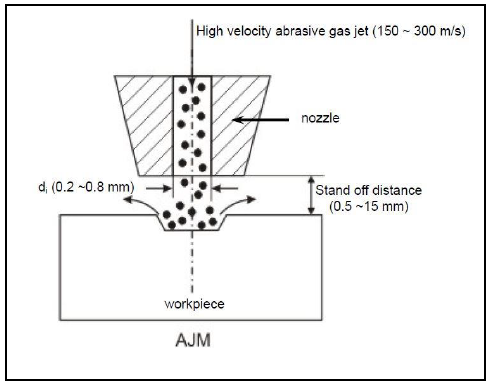 High velocity abrasive gas jet (150 ~ 300 m/s)
nozzle
di (0.2 ~0.8 mm)
Stand off distance
(0.5 ~15 mm)
workpiece
AJM